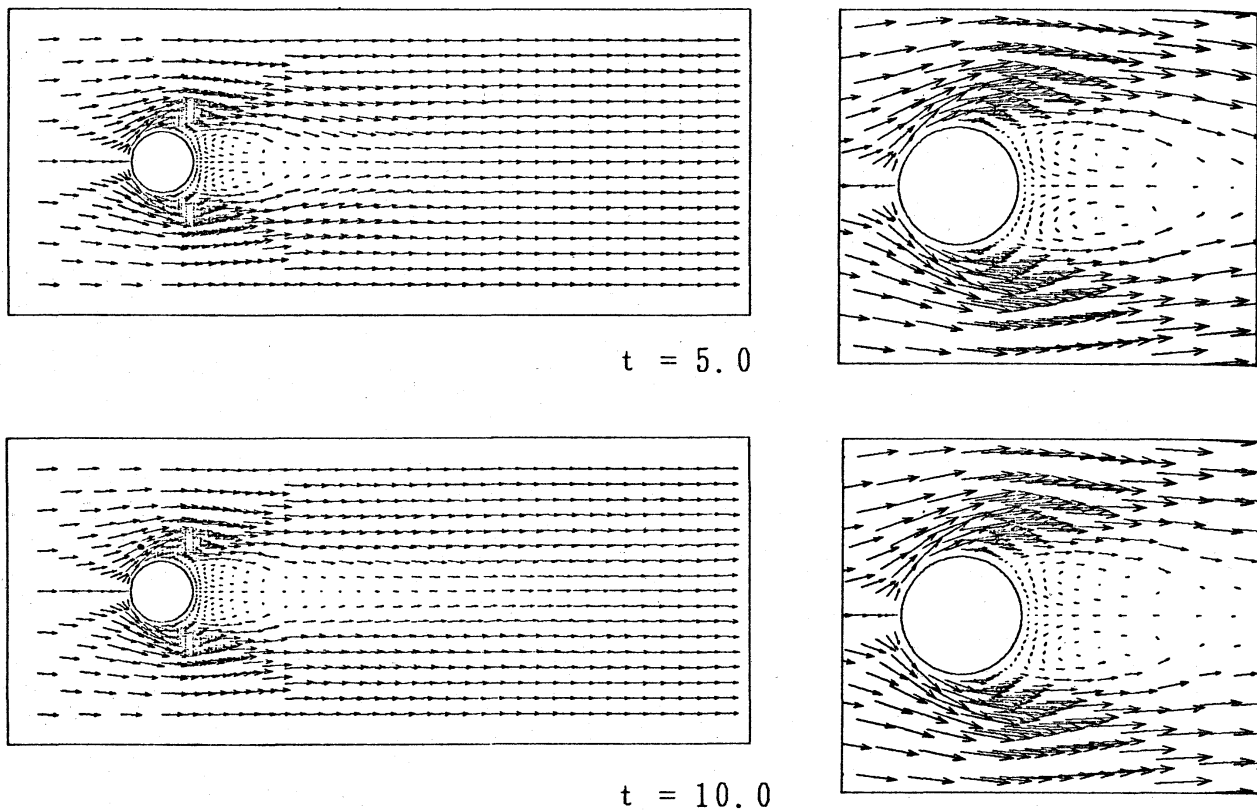 t = 5.0
t = 10.0